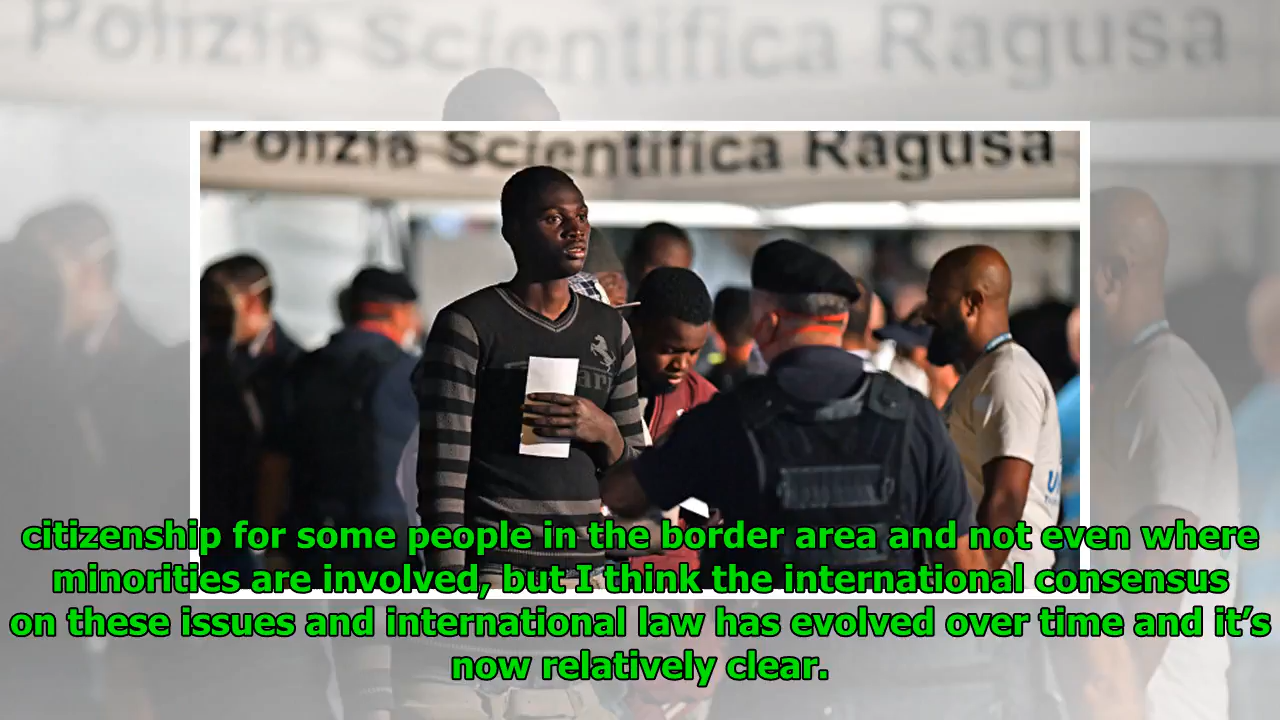 Polizia Scientifica Ragusa
Polizia Scientifica Ragusa
citizenship for some people in the border area and not even where
minorities are involved, but I think the international consensus
on these issues and international law has evolved over time and it’s
now relatively clear.